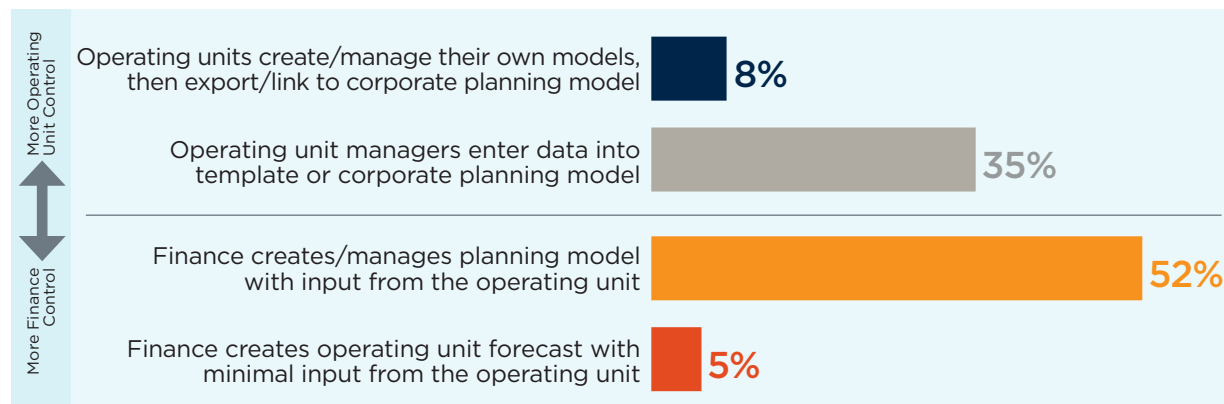 More Operating
Unit Control
More Finance
Control
Operating units create/manage their own models,
then export/link to corporate planning model
8%
Operating unit managers enter data into
template or corporate planning model
35%
Finance creates/manages planning model
with input from the operating unit
52%
Finance creates operating unit forecast with
minimal input from the operating unit
5%